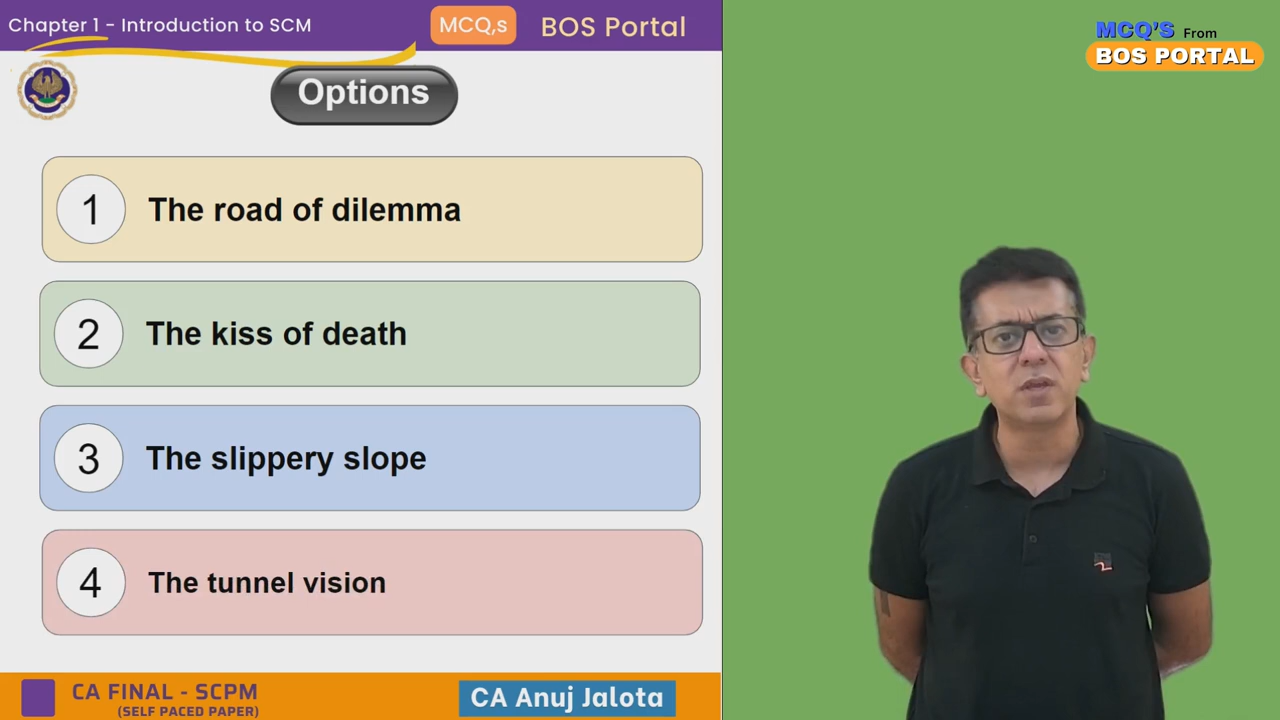 Chapter 1 - Introduction to SCM
MCQ,s
BOS Portal
MCQ'S From
BOS PORTAL
Options
1 The road of dilemma
2 The kiss of death
3 The slippery slope
4 The tunnel vision
CA FINAL - SCPM
(SELF PACED PAPER)
CA Anuj Jalota